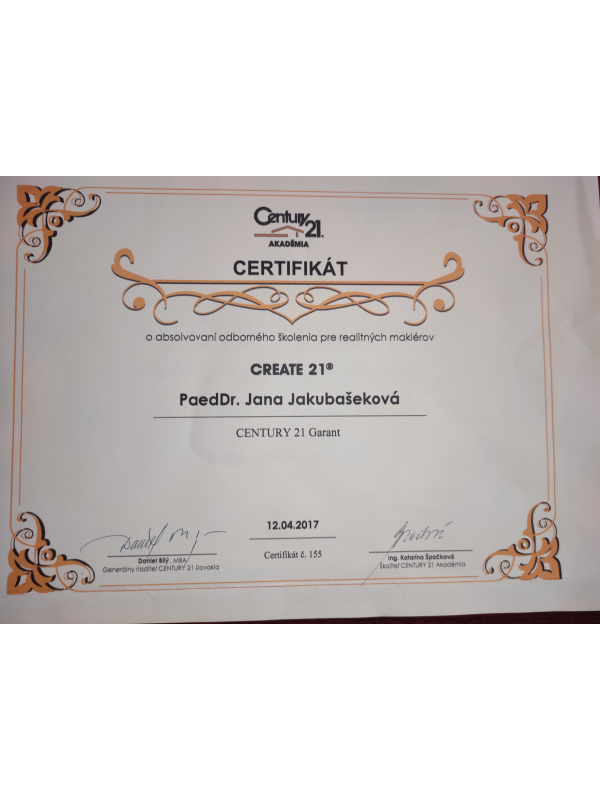 Century 21.
AKADÉMIA
CERTIFIKÁT
o absolvovaní odborného školenia pre realitných maklérov
CREATE 21®
PaedDr. Jana Jakubašeková
CENTURY 21 Garant
12.04.2017
Certifikát č. 155
Daniel Bilý, MBA
Generálny riaditeľ CENTURY 21 Slovakia
Ing. Katarína Špačková
Školiteľ CENTURY 21 Akadémia